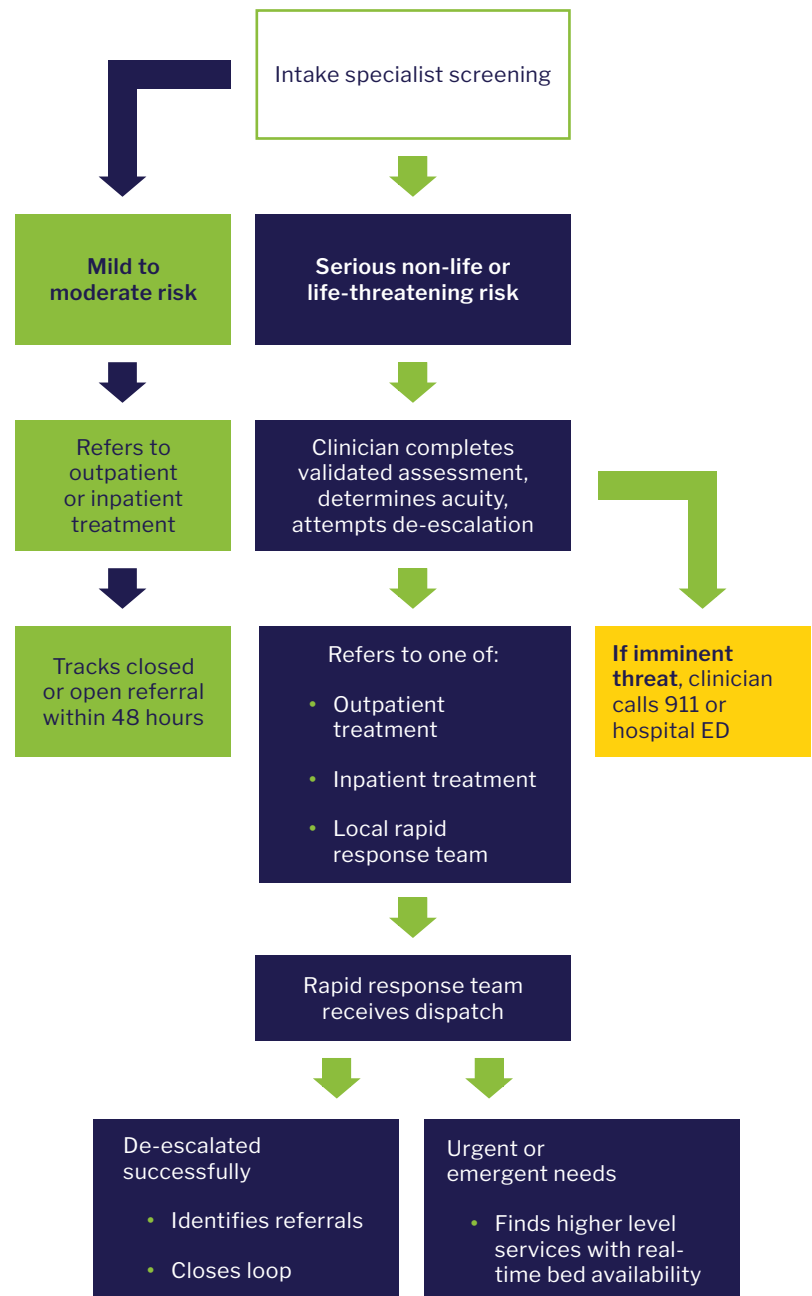 Intake specialist screening
Mild to
moderate risk
Serious non-life or
life-threatening risk
Refers to
outpatient
or inpatient
treatment
Clinician completes
validated assessment,
determines acuity,
attempts de-escalation
Tracks closed
or open referral
within 48 hours
Refers to one of:
• Outpatient
treatment
• Inpatient treatment
• Local rapid
response team
If imminent
threat, clinician
calls 911 or
hospital ED
Rapid response team
receives dispatch
De-escalated
successfully
• Identifies referrals
• Closes loop
Urgent or
emergent needs
• Finds higher level
services with real-
time bed availability